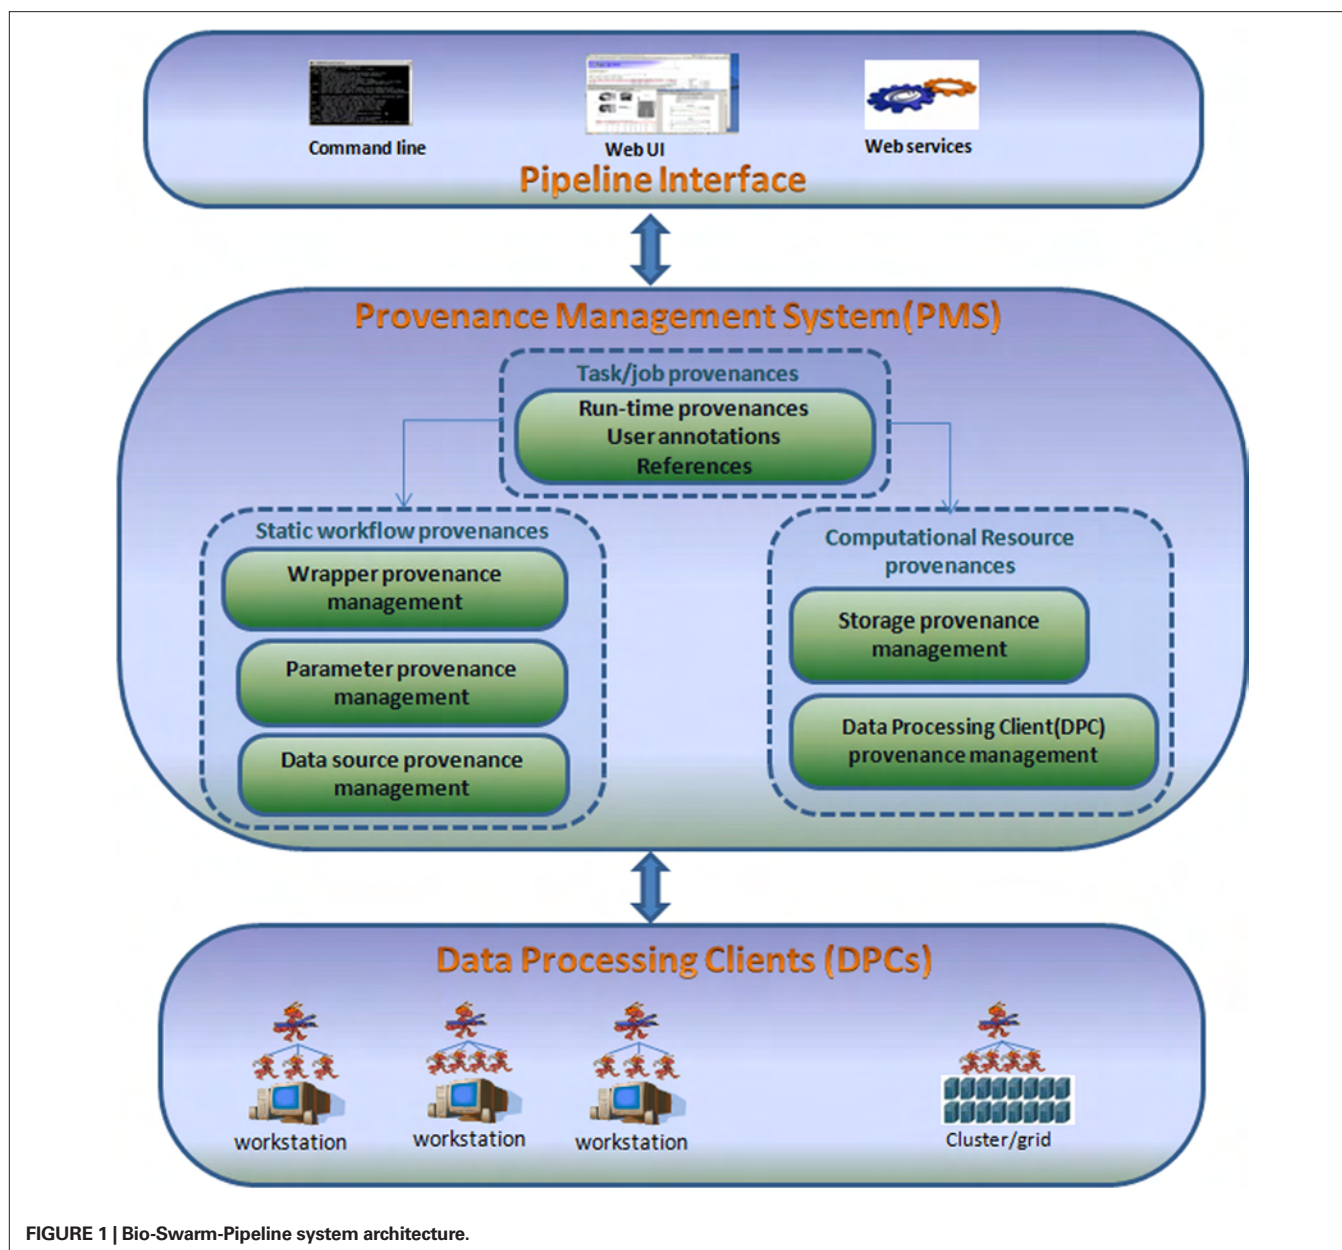 Command line
Web UI
Web services
Pipeline Interface
Provenance Management System(PMS)
Task/job provenances
Run-time provenances
User annotations
References
Static workflow provenances
Wrapper provenance
management
Parameter provenance
management
Data source provenance
management
Computational Resource
provenances
Storage provenance
management
Data Processing Client(DPC)
provenance management
Data Processing Clients (DPCs)
workstation
workstation
workstation
Cluster/grid
FIGURE 1 | Bio-Swarm-Pipeline system architecture.